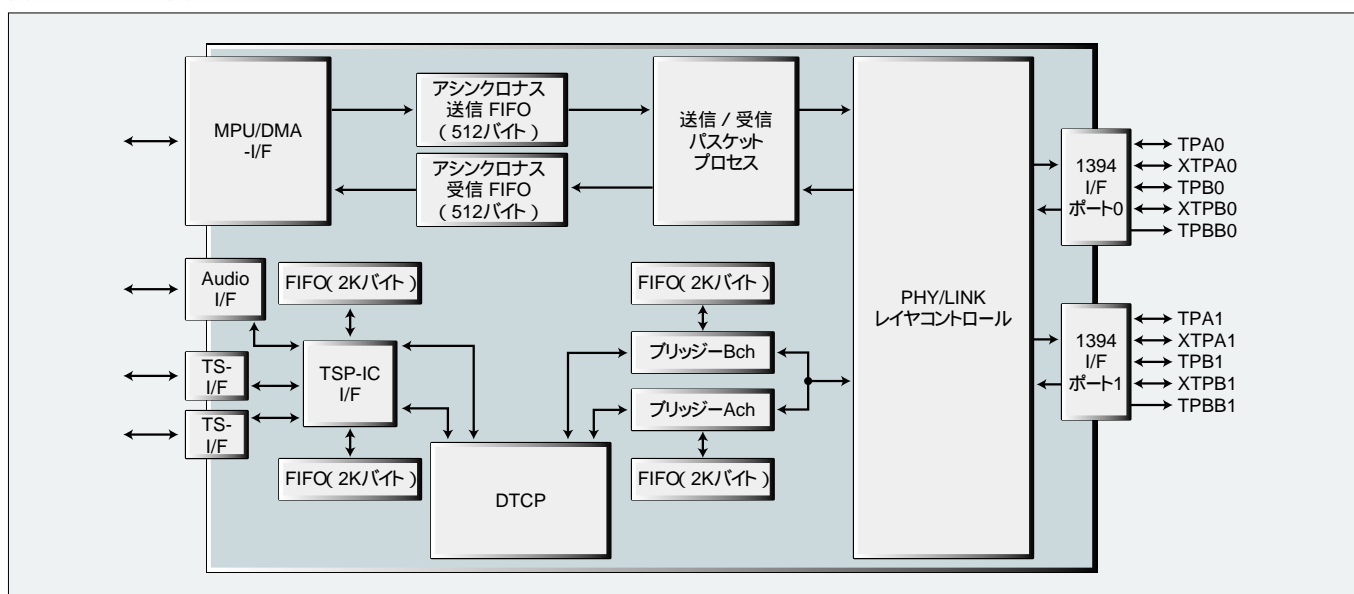 MPU/DMA
-I/F
アシンクロナス
送信 FIFO
( 512バイト )
アシンクロナス
受信 FIFO
( 512バイト )
送信 / 受信
パスケット
プロセス
PHY/LINK
レイヤコントロール
1394
I/F
ポート0
TPA0
XTPA0
TPB0
XTPB0
TPBB0
Audio
I/F
FIFO( 2Kバイト )
FIFO( 2Kバイト )
TS-
I/F
TSP-IC
I/F
ブリッジーBch
ブリッジーAch
TS-
I/F
FIFO( 2Kバイト )
DTCP
FIFO( 2Kバイト )
1394
I/F
ポート1
TPA1
XTPA1
TPB1
XTPB1
TPBB1